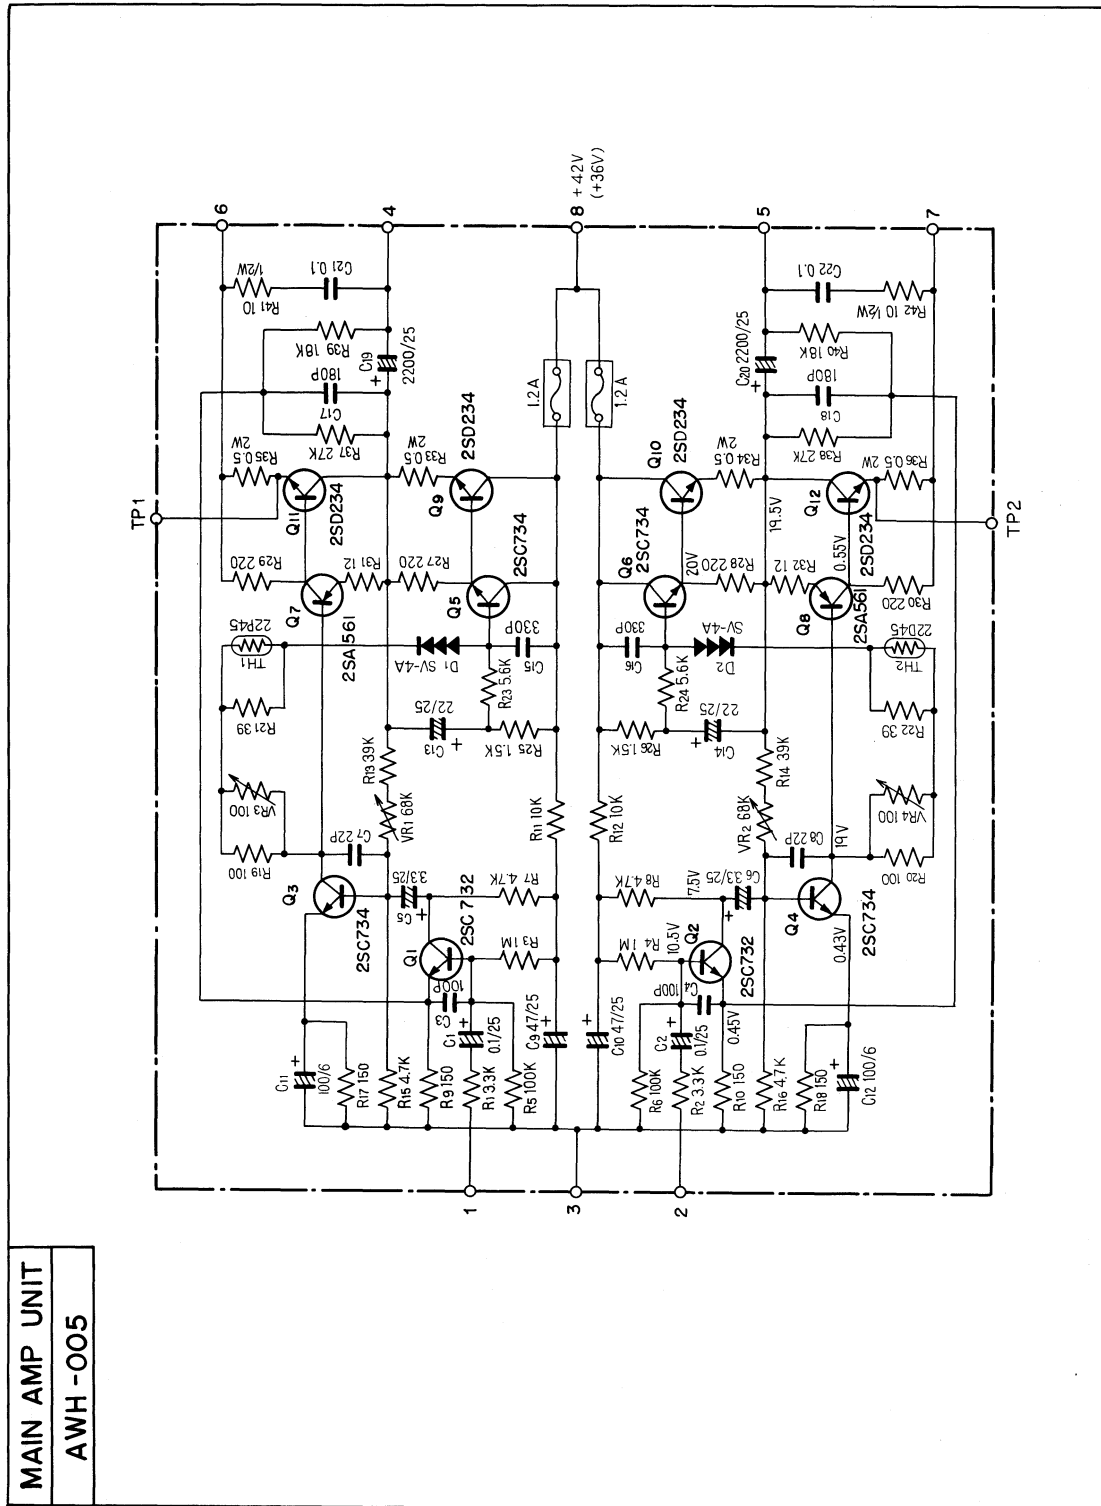 MAIN AMP UNIT
AWH-005
TP1
6
4
8 +42V
(+36V)
5
7
TP2
1
3
2
R41 10
1/2W
C21 0.1
R39 18K
C19
2200/25
+
180P
C17
R37 27K
R35 0.5
2W
Q11
2SD234
R33 0.5
2W
Q9
2SD234
1.2A
1.2A
R29 220
Q7
2SA561
R31 12
R27 220
Q5
2SC734
TH1
22D45
R21 39
VR3 100
R19 100
D1 SV-4A
330P
C15
R23 5.6K
22/25
C13
+
R25 1.5K
R13 39K
VR1 68K
C7 22P
Q3
2SC734
3.3/25
C5
+
R7 4.7K
R11 10K
Q1
2SC732
R3 1M
100P
C3
C1
+
0.1/25
C9 47/25
+
C11
+
100/6
R17 150
R15 4.7K
R9 150
R1 3.3K
R5 100K
C22 0.1
R42 10 ½W
C20 2200/25
+
R40 18K
180P
C18
R38 27K
R34 0.5
2W
R36 0.5 2W
Q10
2SD234
Q12
2SD234
19.5V
0.55V
Q6
2SC734
20V
R28 220
R32 12
Q8
2SA561
R30 220
330P
C16
SV-4A
D2
R24 5.6K
22/25
C14
+
R26 1.5K
TH2
22D45
R22 39
VR4 100
R20 100
R14 39K
VR2 68K
C8 22P
19V
R12 10K
R8 4.7K
7.5V
C6 3.3/25
+
Q4
2SC734
0.43V
R4 1M
10.5V
Q2
2SC732
C4
100P
0.45V
C2
+
0.1/25
C10 47/25
+
R6 100K
R2 3.3K
R10 150
R16 4.7K
R18 150
C12 100/6
+